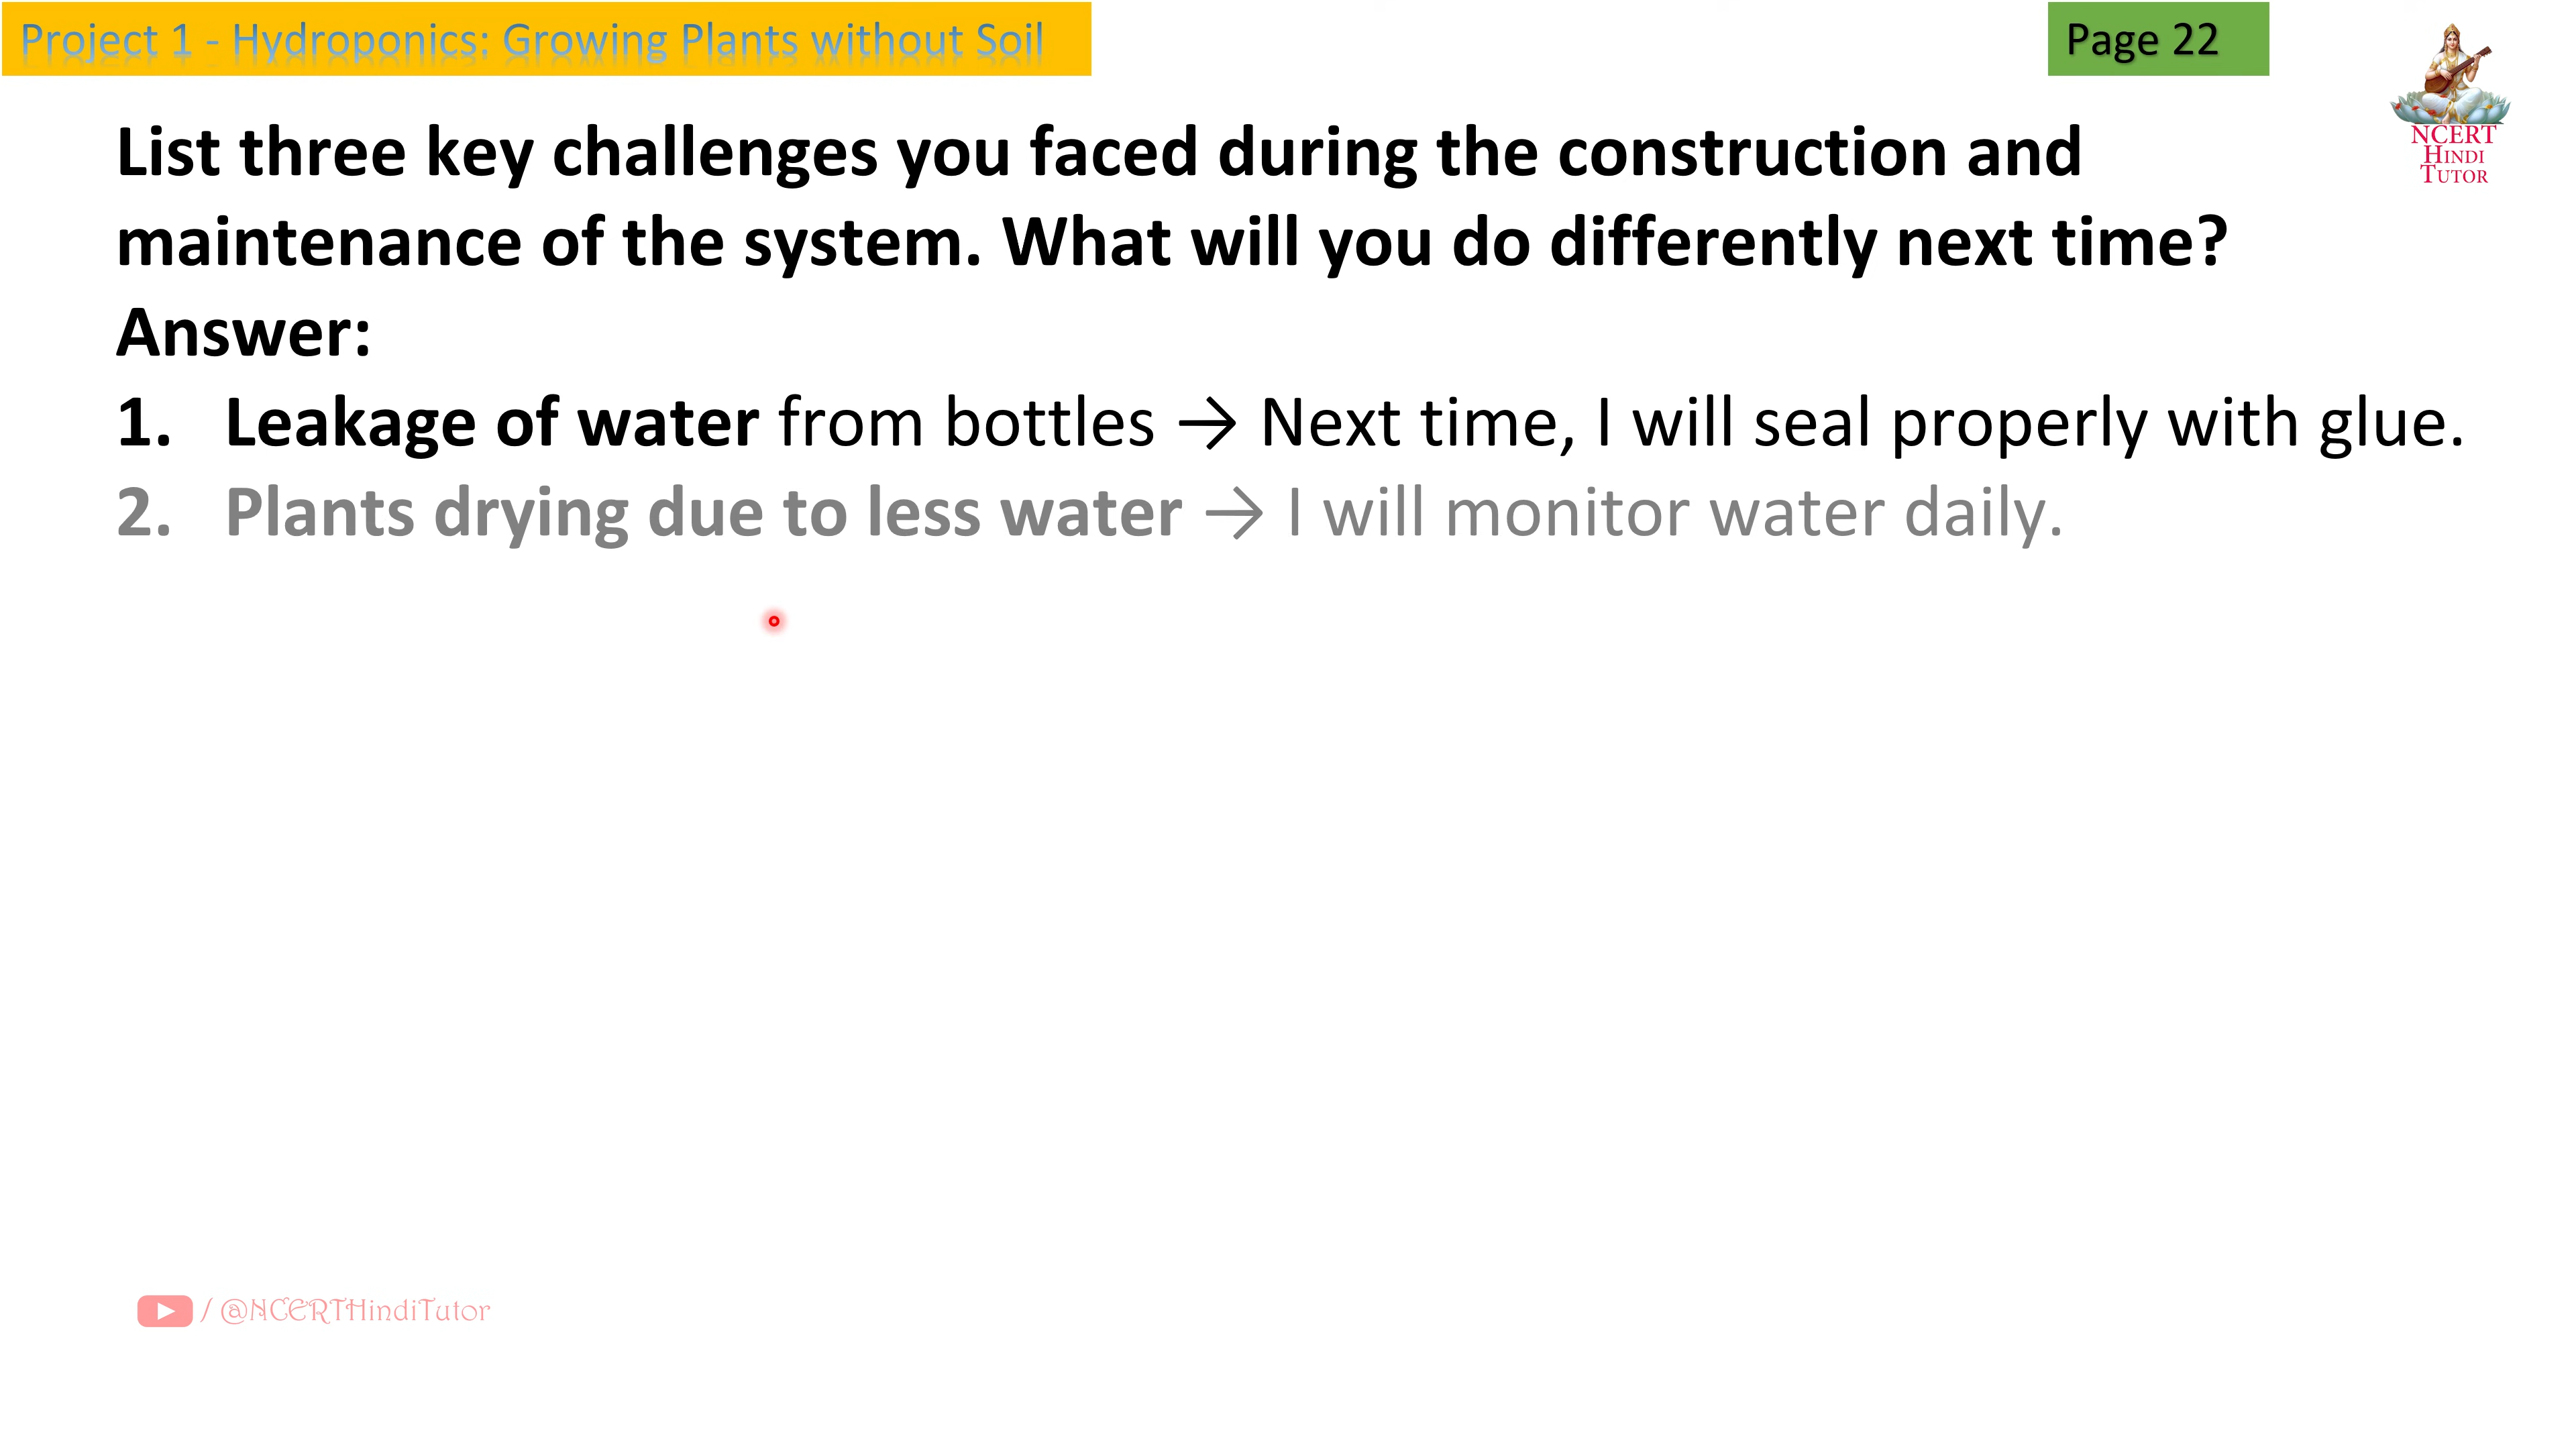 Project 1 - Hydroponics: Growing Plants without Soil
Page 22
NCERT
HINDI
TUTOR
List three key challenges you faced during the construction and
maintenance of the system. What will you do differently next time?
Answer:
1. Leakage of water from bottles → Next time, I will seal properly with glue.
2. Plants drying due to less water → I will monitor water daily.
/ @NCERTHindiTutor